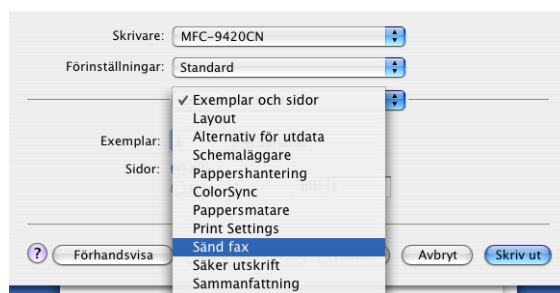 Skrivare: MFC-9420CN
Förinställningar: Standard
✓ Exemplar och sidor
Layout
Alternativ för utdata
Exemplar:
Schemaläggare
Pappershantering
Sidor:
ColorSync
Pappersmatare
Print Settings
Sänd fax
Säker utskrift
Sammanfattning
? Förhandsvisa Avbryt Skriv ut